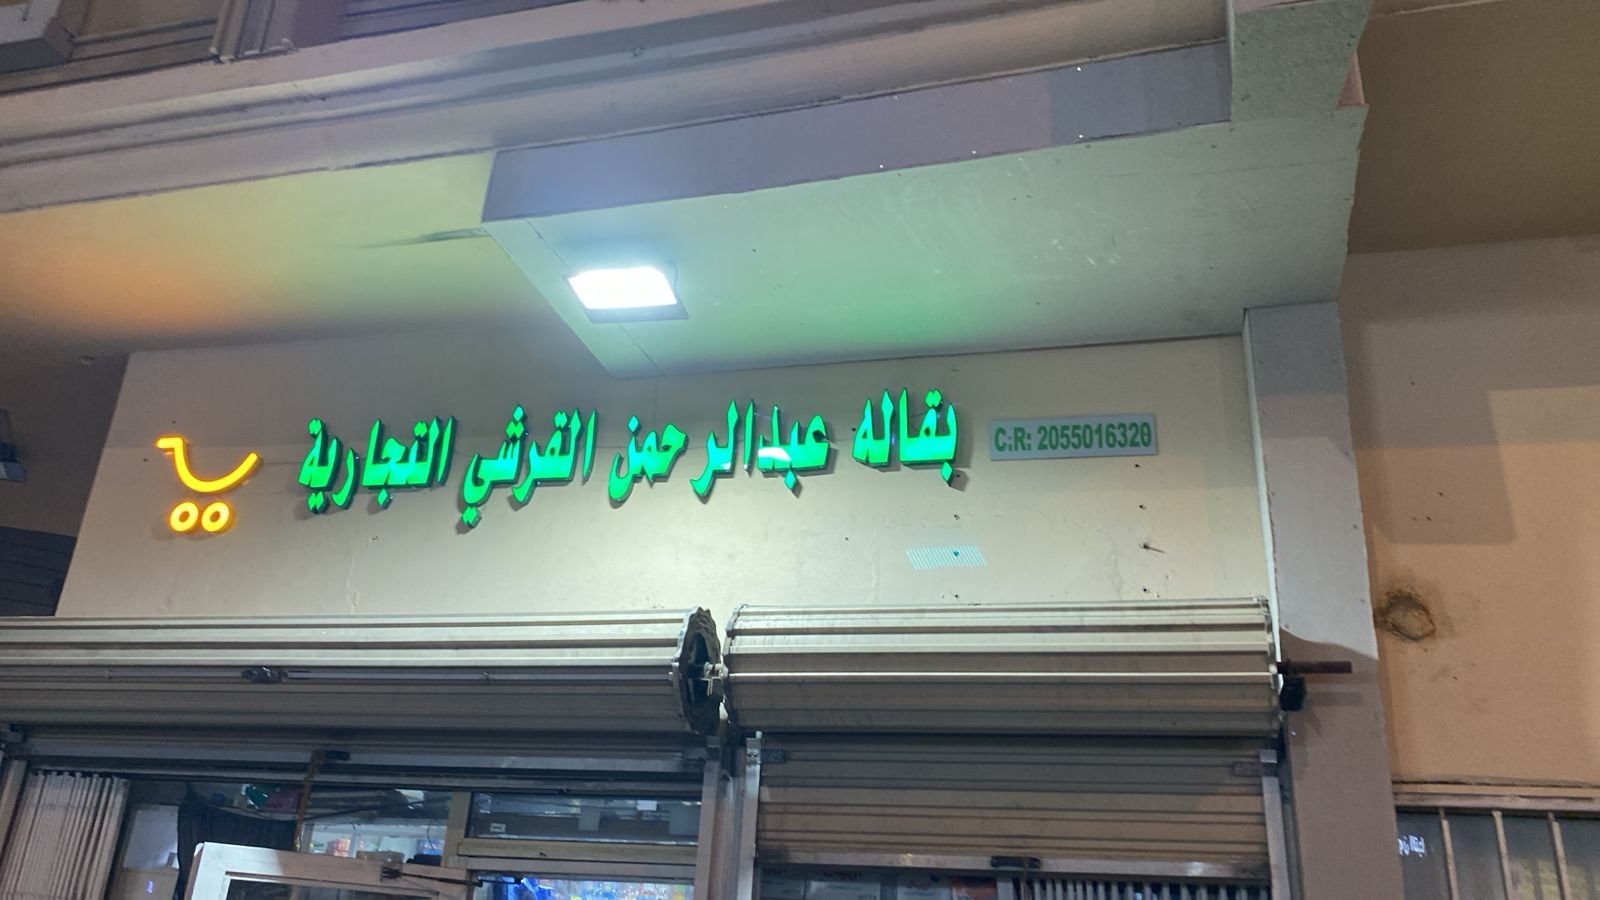 بقاله عبدالرحمن القرشي التجارية
C.R: 2055016320